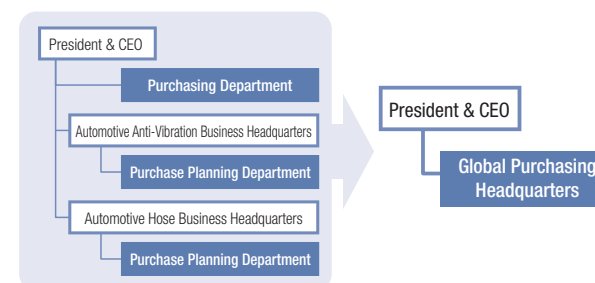 President & CEO
Purchasing Department
Automotive Anti-Vibration Business Headquarters
Purchase Planning Department
Automotive Hose Business Headquarters
Purchase Planning Department
President & CEO
Global Purchasing
Headquarters